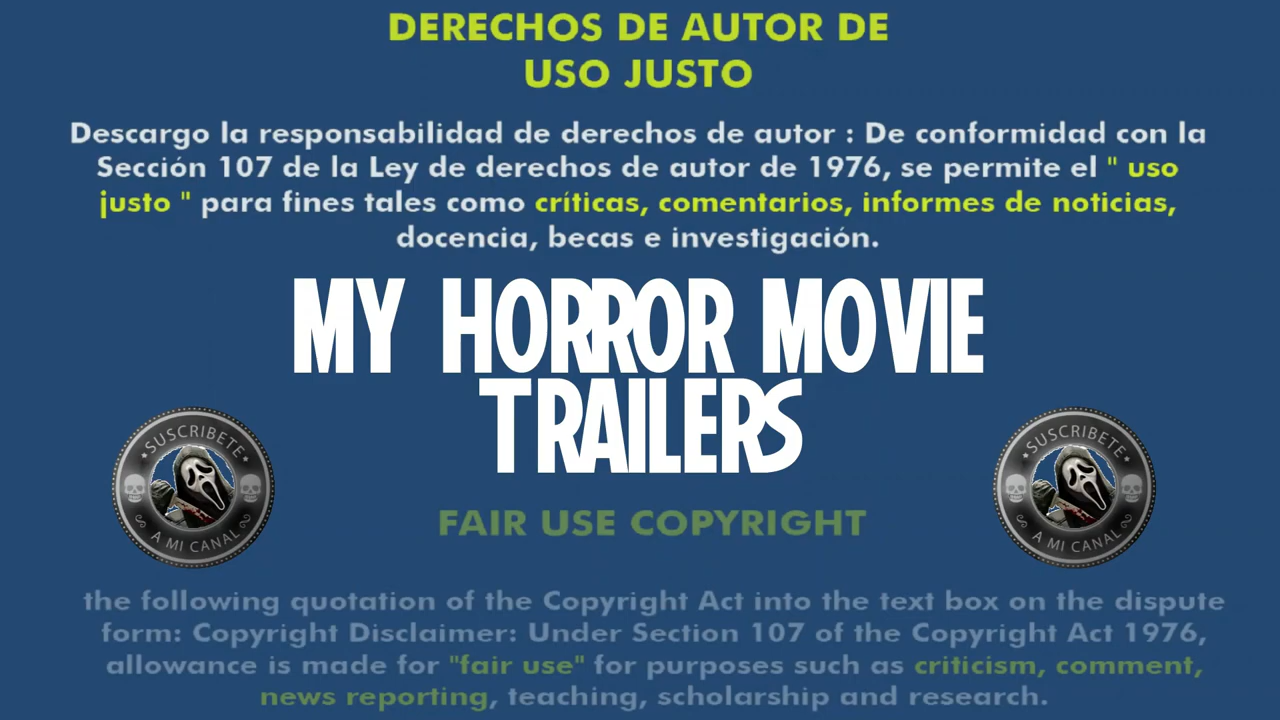 DERECHOS DE AUTOR DE
USO JUSTO
Descargo la responsabilidad de derechos de autor : De conformidad con la
Sección 107 de la Ley de derechos de autor de 1976, se permite el " uso
justo " para fines tales como críticas, comentarios, informes de noticias,
docencia, becas e investigación.
MY HORROR MOVIE
TRAILERS
SUSCRIBETE
A MI CANAL
SUSCRIBETE
A MI CANAL
FAIR USE COPYRIGHT
the following quotation of the Copyright Act into the text box on the dispute
form: Copyright Disclaimer: Under Section 107 of the Copyright Act 1976,
allowance is made for "fair use" for purposes such as criticism, comment,
news reporting, teaching, scholarship and research.